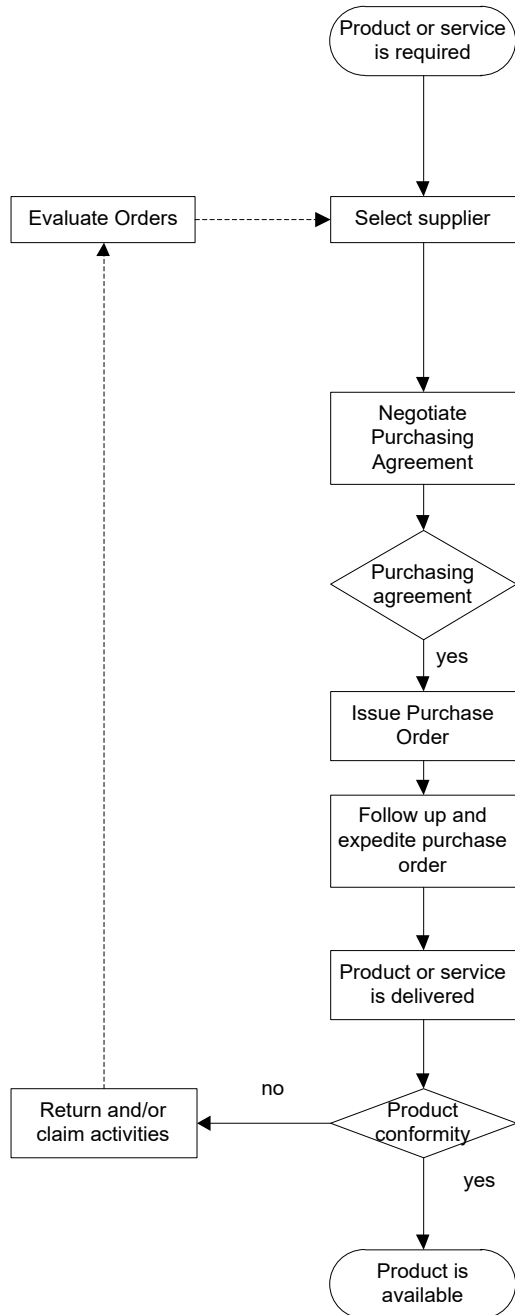 Product or service
is required
Evaluate Orders
Select supplier
Negotiate
Purchasing
Agreement
Purchasing
agreement
yes
Issue Purchase
Order
Follow up and
expedite purchase
order
Product or service
is delivered
no
Return and/or
claim activities
Product
conformity
yes
Product is
available